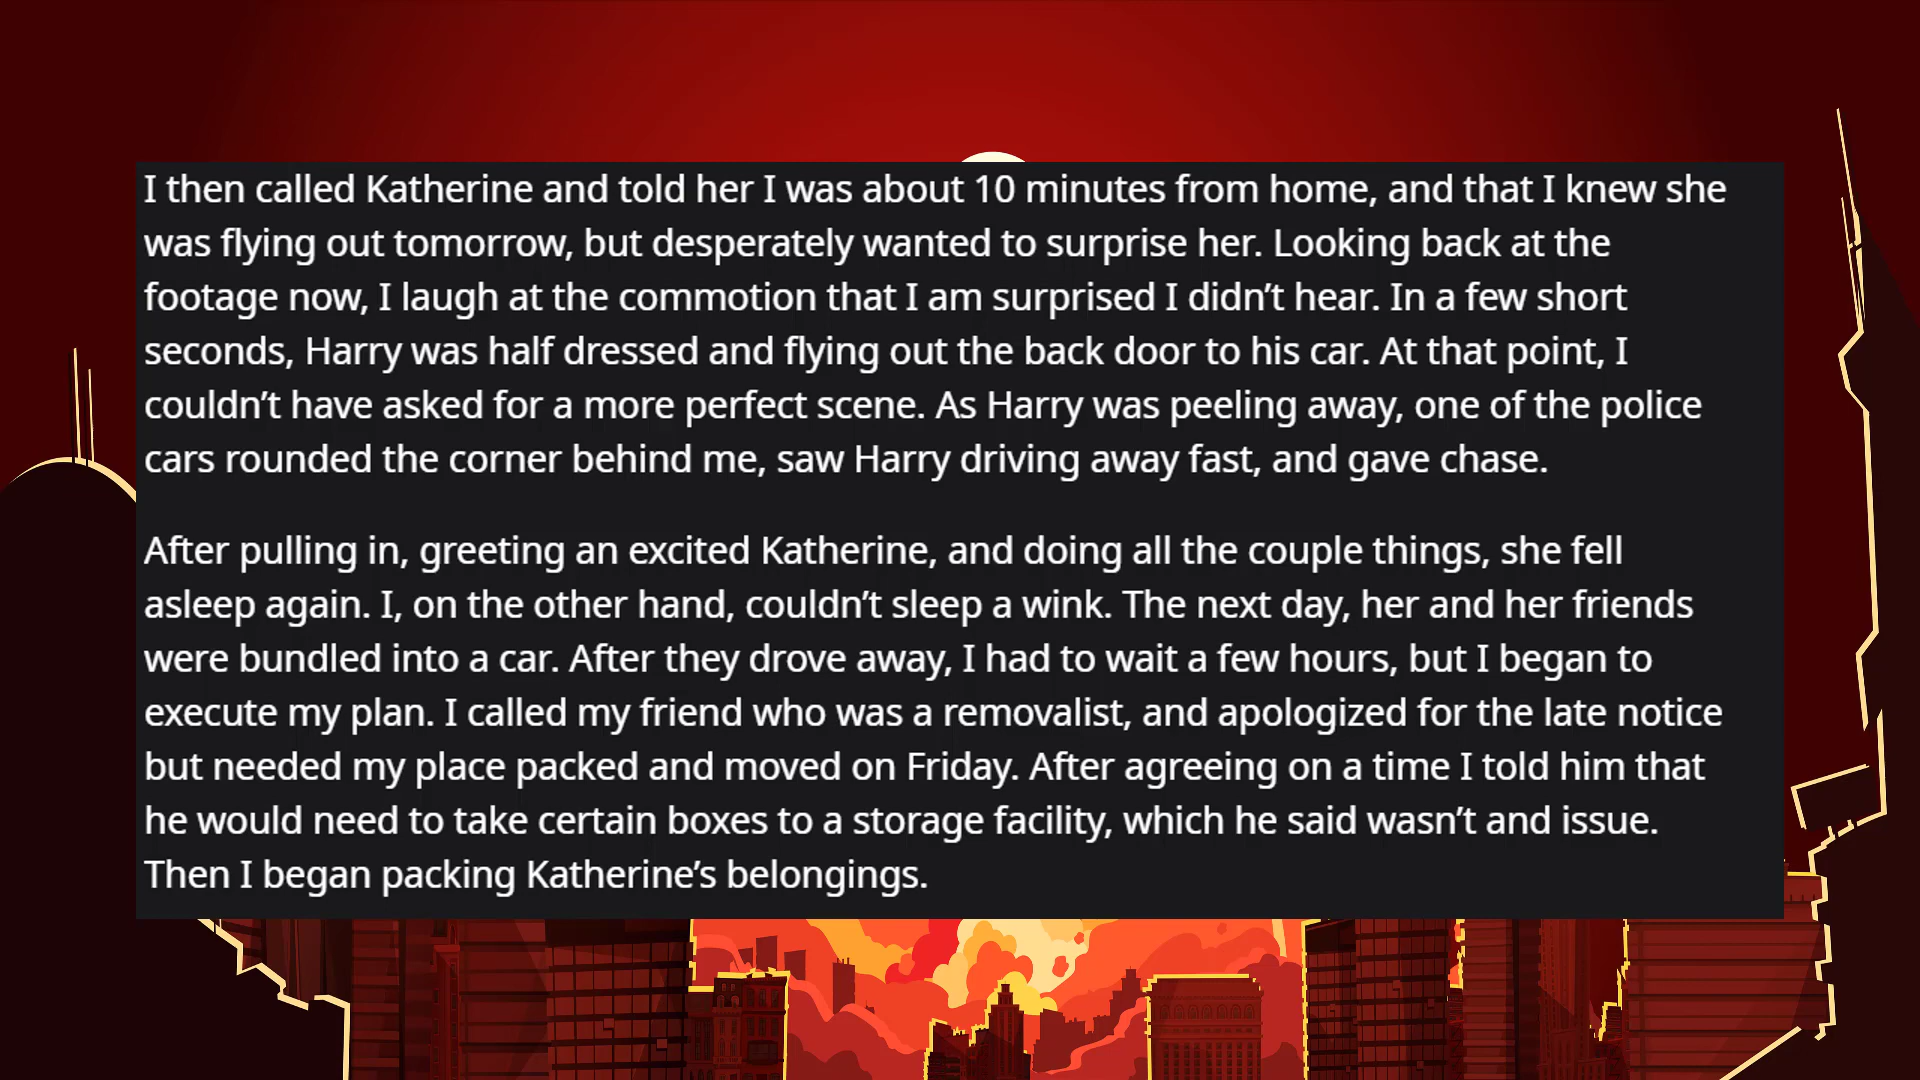 I then called Katherine and told her I was about 10 minutes from home, and that I knew she
was flying out tomorrow, but desperately wanted to surprise her. Looking back at the
footage now, I laugh at the commotion that I am surprised I didn’t hear. In a few short
seconds, Harry was half dressed and flying out the back door to his car. At that point, I
couldn’t have asked for a more perfect scene. As Harry was peeling away, one of the police
cars rounded the corner behind me, saw Harry driving away fast, and gave chase.
After pulling in, greeting an excited Katherine, and doing all the couple things, she fell
asleep again. I, on the other hand, couldn’t sleep a wink. The next day, her and her friends
were bundled into a car. After they drove away, I had to wait a few hours, but I began to
execute my plan. I called my friend who was a removalist, and apologized for the late notice
but needed my place packed and moved on Friday. After agreeing on a time I told him that
he would need to take certain boxes to a storage facility, which he said wasn’t and issue.
Then I began packing Katherine’s belongings.